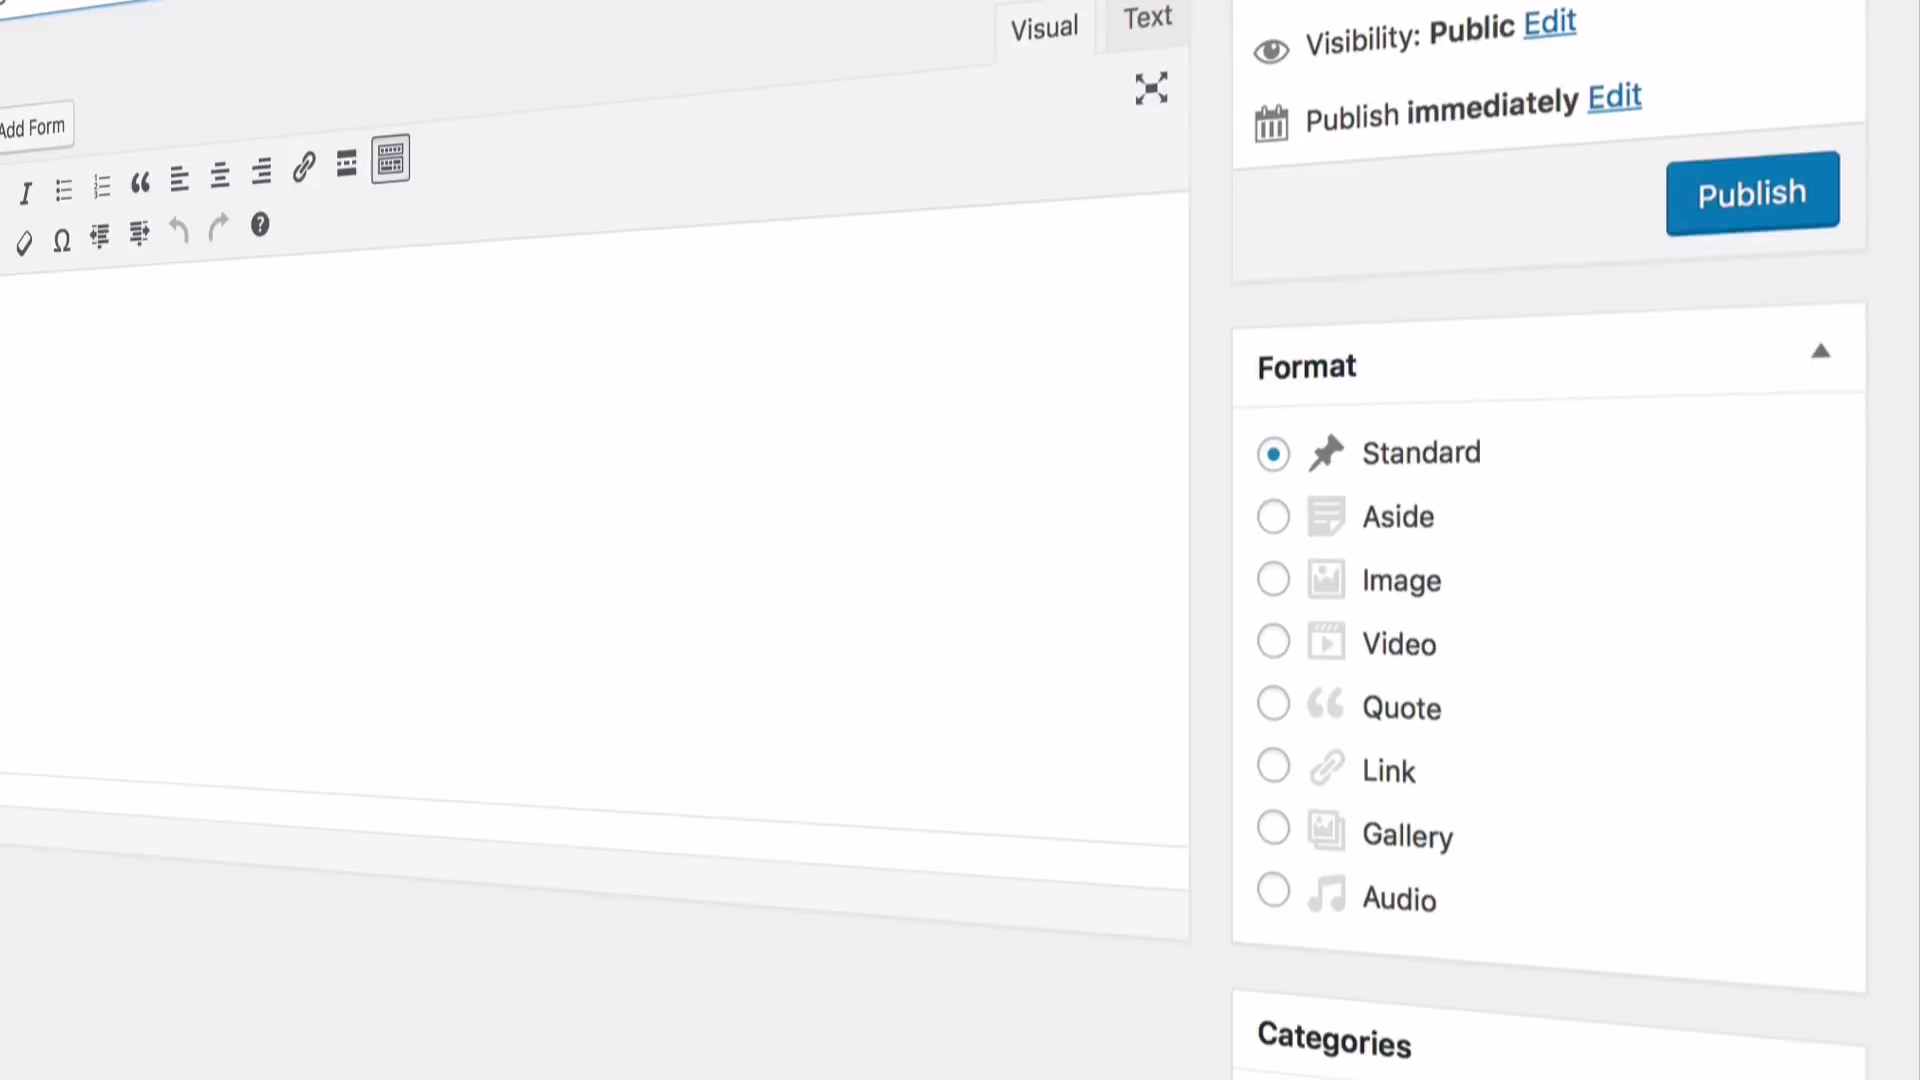 Visual
Text
Add Form
Visibility: Public Edit
Publish immediately Edit
Publish
Format
Standard
Aside
Image
Video
Quote
Link
Gallery
Audio
Categories